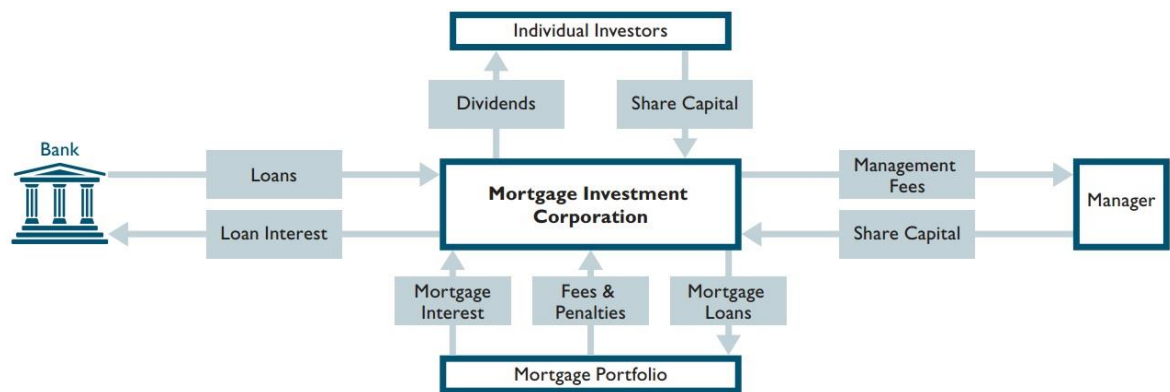 Individual Investors
Dividends
Share Capital
Bank
Loans
Mortgage Investment
Corporation
Management
Fees
Manager
Loan Interest
Share Capital
Mortgage
Interest
Fees &
Penalties
Mortgage
Loans
Mortgage Portfolio